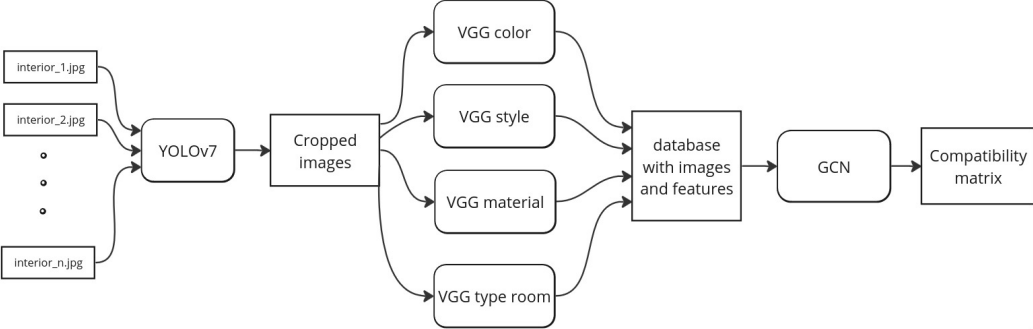 interior_1.jpg
interior_2.jpg
interior_n.jpg
YOLOv7
Cropped
images
VGG color
VGG style
VGG material
VGG type room
database
with images
and features
GCN
Compatibility
matrix